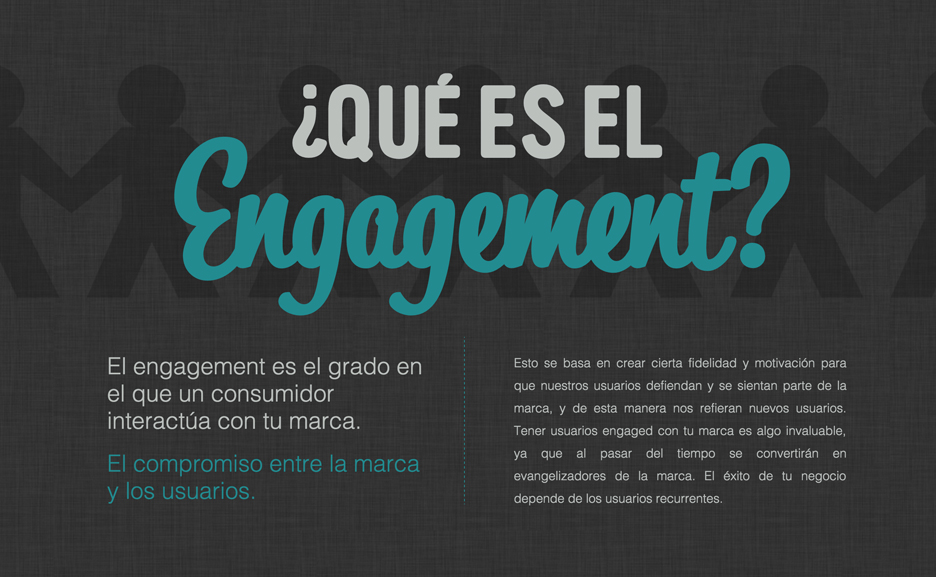 ¿QUÉ ES EL
Engagement?
El engagement es el grado en
el que un consumidor
interactúa con tu marca.
El compromiso entre la marca
y los usuarios.
Esto se basa en crear cierta fidelidad y motivación para
que nuestros usuarios defiendan y se sientan parte de la
marca, y de esta manera nos refieran nuevos usuarios.
Tener usuarios engaged con tu marca es algo invaluable,
ya que al pasar del tiempo se convertirán en
evangelizadores de la marca. El éxito de tu negocio
depende de los usuarios recurrentes.